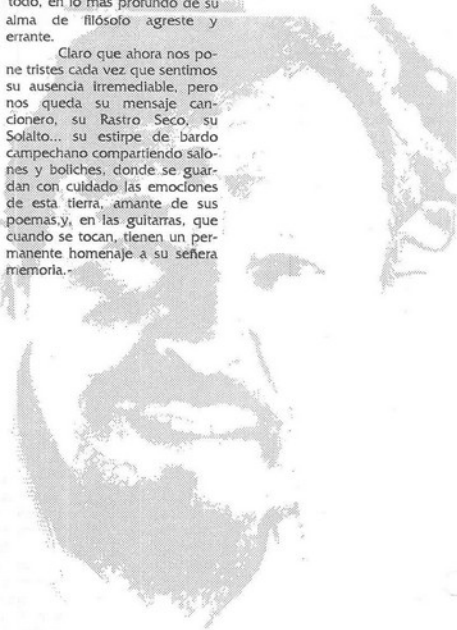 todo, en lo más profundo de su
alma de filósofo agreste y
errante.
Claro que ahora nos po-
ne tristes cada vez que sentimos
su ausencia irremediable, pero
nos queda su mensaje can-
cionero, su Rastro Seco, su
Solalto... su estirpe de bardo
campechano compartiendo salo-
nes y boliches, donde se guar-
dan con cuidado las emociones
de esta tierra, amante de sus
poemas,y, en las guitarras, que
cuando se tocan, tienen un per-
manente homenaje a su señera
memoria.-